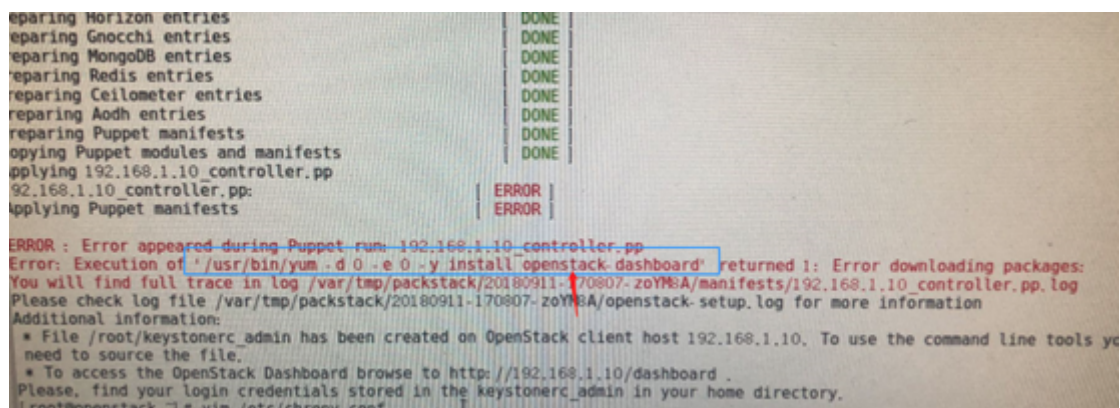 eparing Horizon entries [ DONE ]
eparing Gnocchi entries [ DONE ]
eparing MongoDB entries [ DONE ]
reparing Redis entries [ DONE ]
eparing Ceilometer entries [ DONE ]
reparing Aodh entries [ DONE ]
reparing Puppet manifests [ DONE ]
opying Puppet modules and manifests [ DONE ]
pplying 192.168.1.10_controller.pp
92.168.1.10_controller.pp: [ ERROR ]
Applying Puppet manifests [ ERROR ]
ERROR : Error appeared during Puppet run: 192.168.1.10_controller.pp
Error: Execution of '/usr/bin/yum -d 0 -e 0 -y install openstack-dashboard' returned 1: Error downloading packages:
You will find full trace in log /var/tmp/packstack/20180911-170807-zoYM8A/manifests/192.168.1.10_controller.pp.log
Please check log file /var/tmp/packstack/20180911-170807-zoYM8A/openstack-setup.log for more information
Additional information:
* File /root/keystonerc_admin has been created on OpenStack client host 192.168.1.10. To use the command line tools yo
need to source the file.
* To access the OpenStack Dashboard browse to http://192.168.1.10/dashboard .
Please, find your login credentials stored in the keystonerc_admin in your home directory.
[root@openstack ~]# vim /etc/chrony.conf